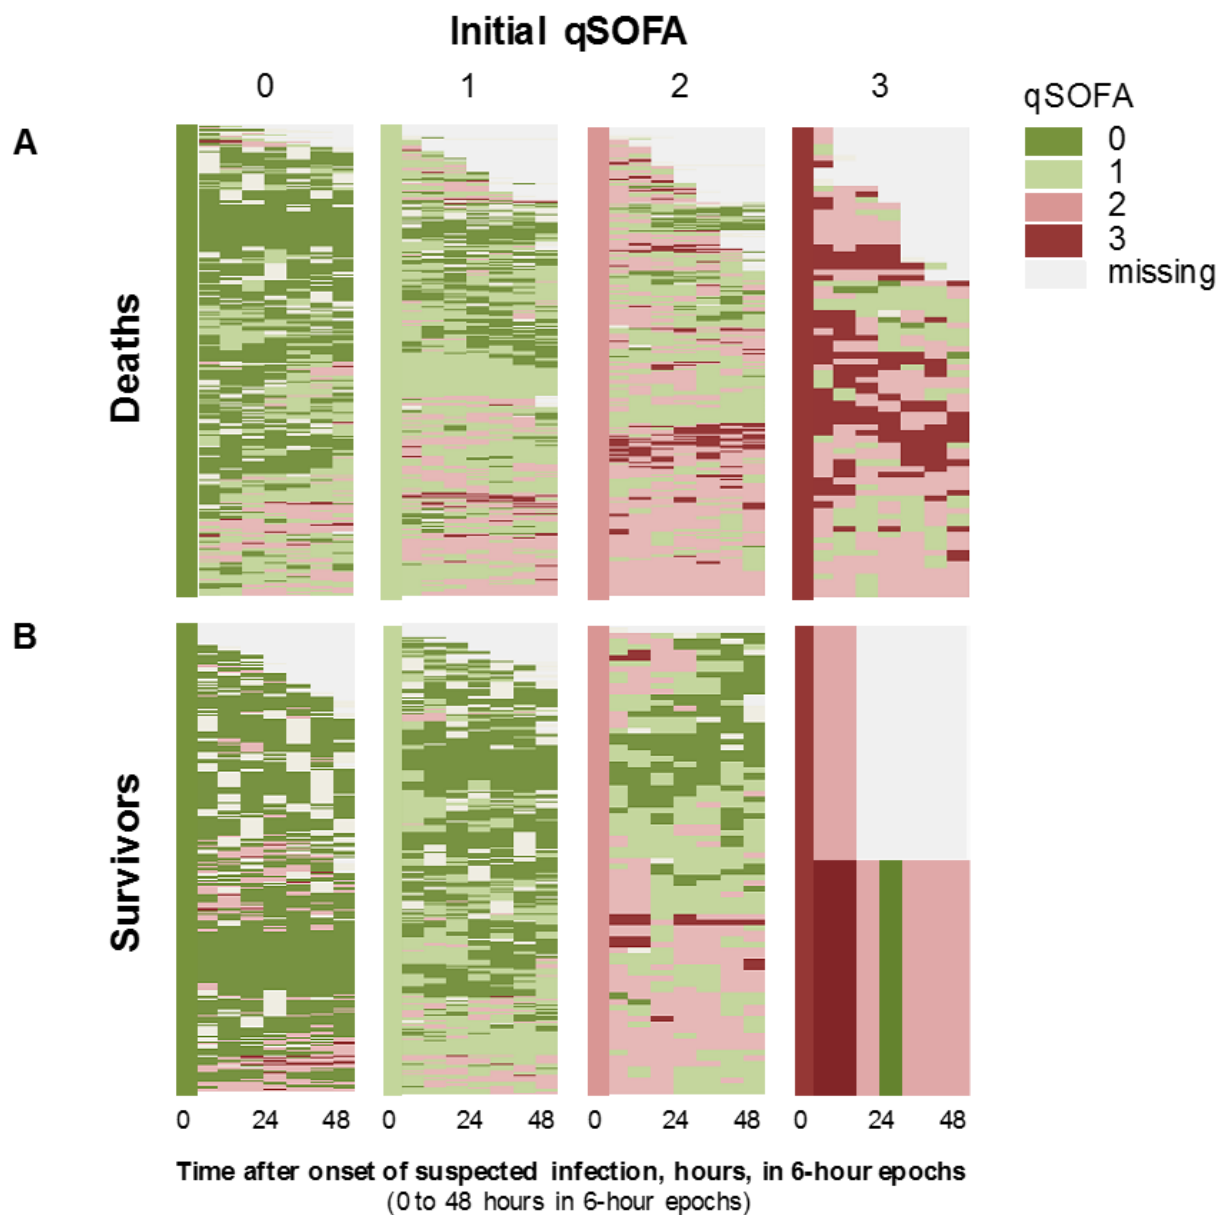 Initial qSOFA
0 1 2 3
qSOFA
0
1
2
3
missing
A
Deaths
B
Survivors
0 24 48 0 24 48 0 24 48 0 24 48
Time after onset of suspected infection, hours, in 6-hour epochs
(0 to 48 hours in 6-hour epochs)